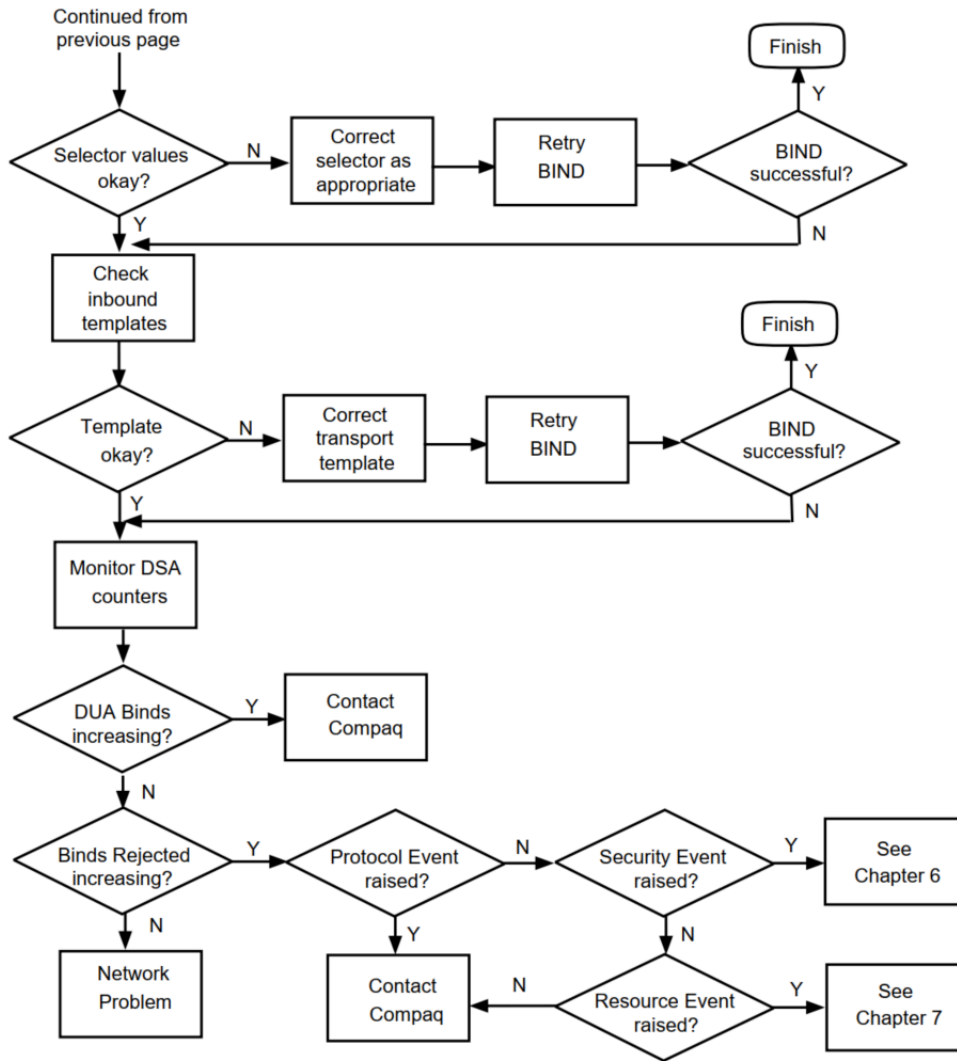 Continued from
previous page
Finish
Y
Selector values
okay?
N
Correct
selector as
appropriate
Retry
BIND
BIND
successful?
Y
N
Check
inbound
templates
Finish
Y
Template
okay?
N
Correct
transport
template
Retry
BIND
BIND
successful?
Y
N
Monitor DSA
counters
DUA Binds
increasing?
Y
Contact
Compaq
N
Binds Rejected
increasing?
Y
Protocol Event
raised?
N
Security Event
raised?
Y
See
Chapter 6
N
Y
N
Network
Problem
Contact
Compaq
N
Resource Event
raised?
Y
See
Chapter 7